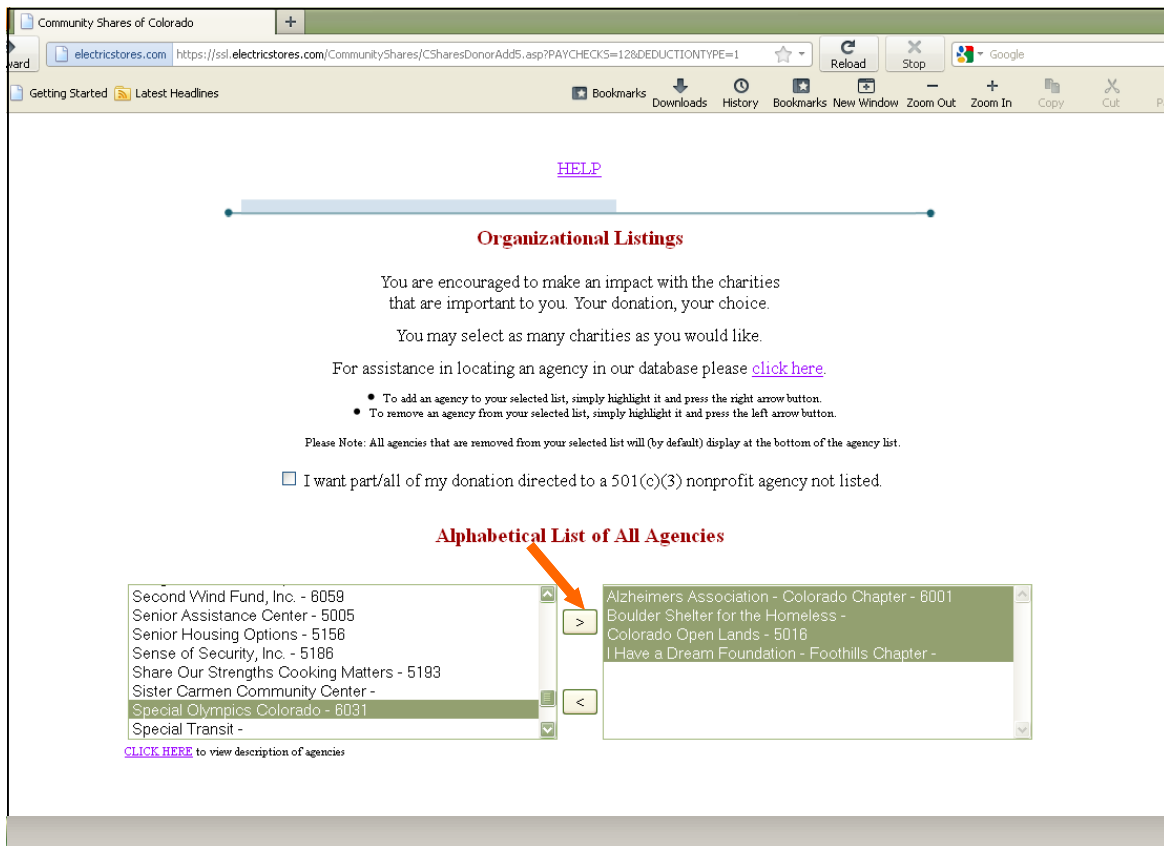 Community Shares of Colorado
+
ward
electricstores.com https://ssl.electricstores.com/CommunityShares/CSharesDonorAdd5.asp?PAYCHECKS=12&DEDUCTIONTYPE=1
Reload
Stop
Google
Getting Started
Latest Headlines
Bookmarks
Downloads
History
Bookmarks
New Window
Zoom Out
Zoom In
Copy
Cut
HELP
Organizational Listings
You are encouraged to make an impact with the charities
that are important to you. Your donation, your choice.
You may select as many charities as you would like.
For assistance in locating an agency in our database please click here.
• To add an agency to your selected list, simply highlight it and press the right arrow button.
• To remove an agency from your selected list, simply highlight it and press the left arrow button.
Please Note: All agencies that are removed from your selected list will (by default) display at the bottom of the agency list.
I want part/all of my donation directed to a 501(c)(3) nonprofit agency not listed.
Alphabetical List of All Agencies
Second Wind Fund, Inc. - 6059
Senior Assistance Center - 5005
Senior Housing Options - 5156
Sense of Security, Inc. - 5186
Share Our Strengths Cooking Matters - 5193
Sister Carmen Community Center -
Special Olympics Colorado - 6031
Special Transit -
>
<
Alzheimers Association - Colorado Chapter - 6001
Boulder Shelter for the Homeless -
Colorado Open Lands - 5016
I Have a Dream Foundation - Foothills Chapter -
CLICK HERE to view description of agencies